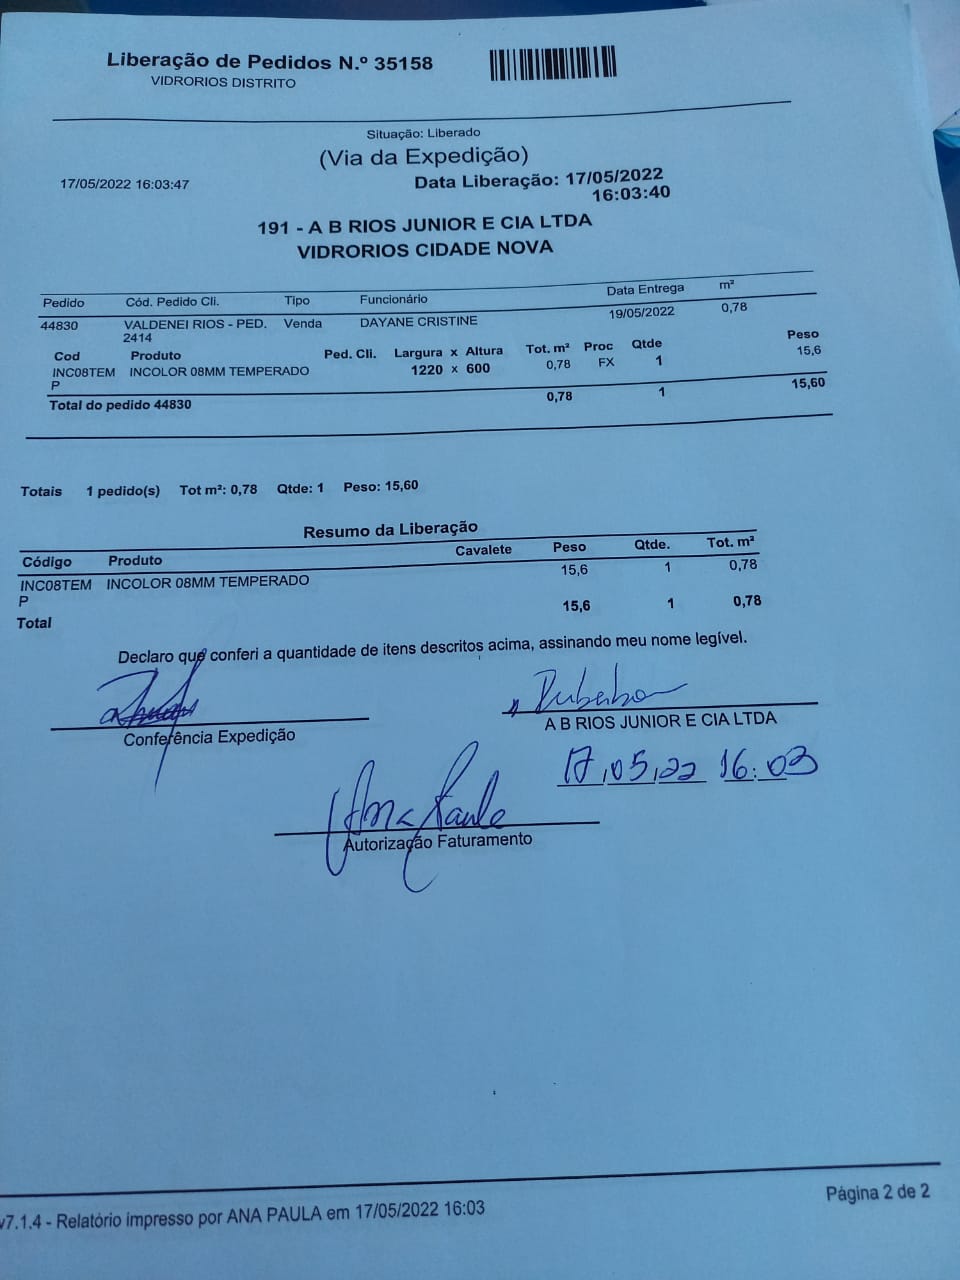 Liberação de Pedidos N.º 35158
VIDRORIOS DISTRITO
Situação: Liberado
(Via da Expedição)
17/05/2022 16:03:47
Data Liberação: 17/05/2022
16:03:40
191 - A B RIOS JUNIOR E CIA LTDA
VIDRORIOS CIDADE NOVA
Pedido Cód. Pedido Cli. Tipo Funcionário Data Entrega m²
44830 VALDENEI RIOS - PED. Venda DAYANE CRISTINE 19/05/2022 0,78
2414
Cod Produto Ped. Cli. Largura x Altura Tot. m² Proc Qtde Peso
INC08TEM INCOLOR 08MM TEMPERADO 1220 x 600 0,78 FX 1 15,6
P
Total do pedido 44830 0,78 1 15,60
Totais 1 pedido(s) Tot m²: 0,78 Qtde: 1 Peso: 15,60
Resumo da Liberação
Código Produto Cavalete Peso Qtde. Tot. m²
INC08TEM INCOLOR 08MM TEMPERADO 15,6 1 0,78
P
Total 15,6 1 0,78
Declaro que conferi a quantidade de itens descritos acima, assinando meu nome legível.
Conferência Expedição
A B RIOS JUNIOR E CIA LTDA
17/05/22 16:03
Ana Paula
Autorização Faturamento
v7.1.4 - Relatório impresso por ANA PAULA em 17/05/2022 16:03
Página 2 de 2